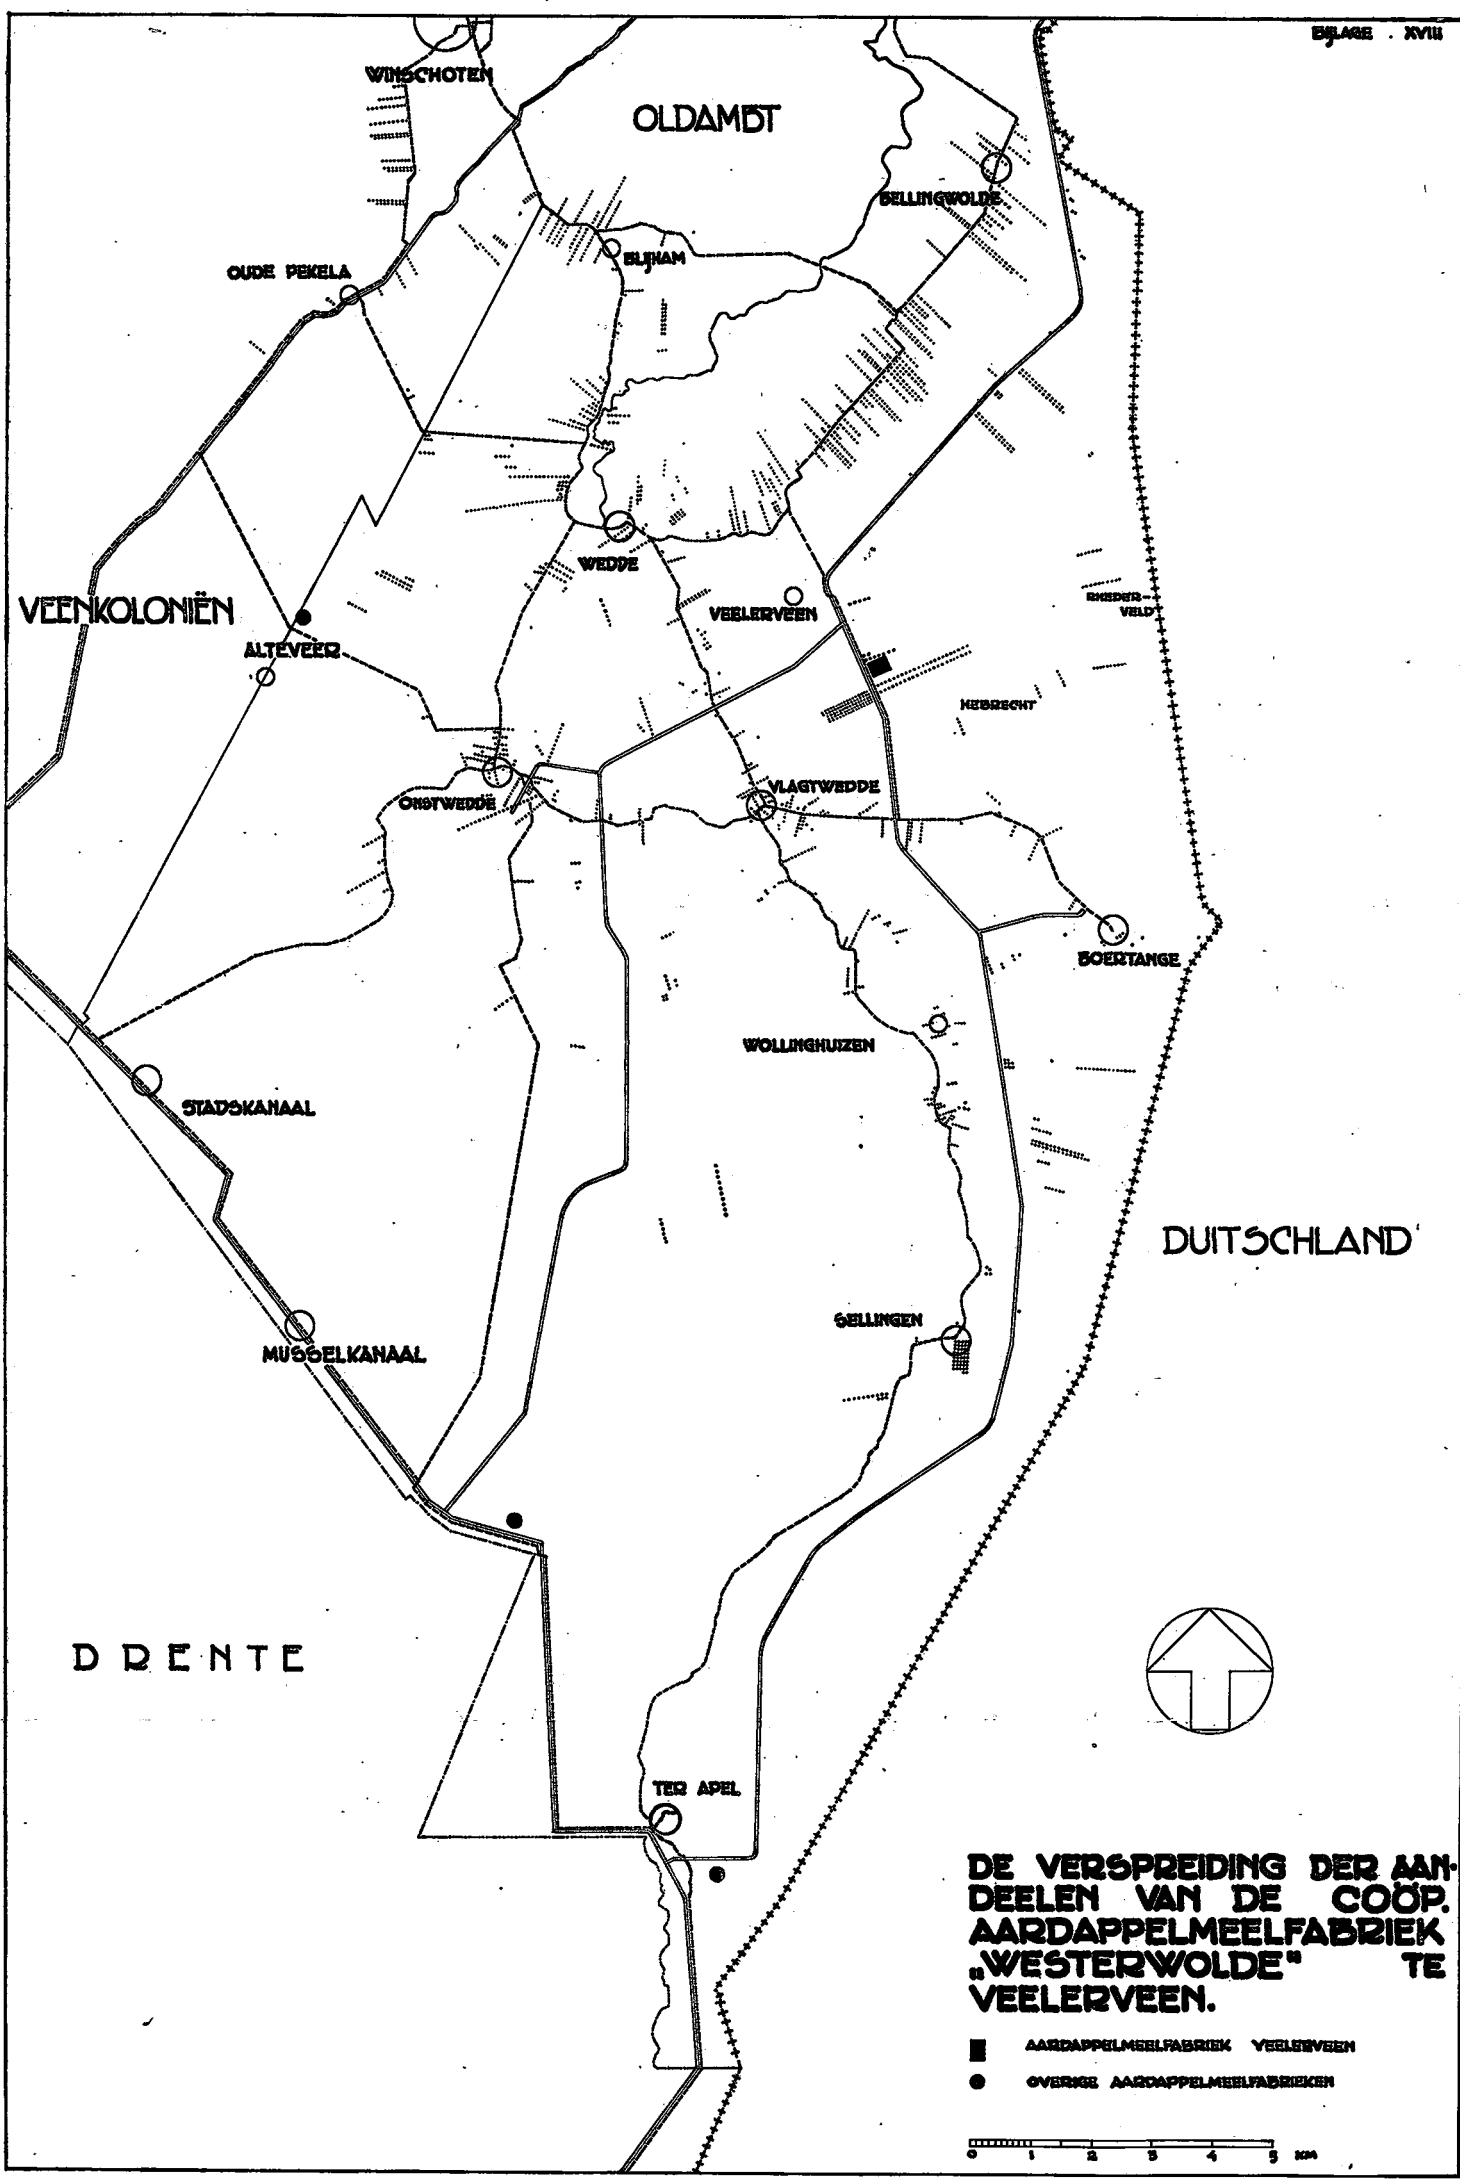 BIJLAGE . XVIII
WINSCHOTEN
OLDAMBT
BELLINGWOLDE
BLIJHAM
OUDE PEKELA
WEDDE
VEENKOLONIËN
VEELERVEEN
RHEDER-
VELD
ALTEVEER
HEBRECHT
VLAGTWEDDE
ONSTWEDDE
BOERTANGE
WOLLINGHUIZEN
STADSKANAAL
DUITSCHLAND
SELLINGEN
MUSSELKANAAL
DRENTE
TER APEL
DE VERSPREIDING DER AAN-
DEELEN VAN DE COÖP.
AARDAPPELMEELFABRIEK
„WESTERWOLDE" TE
VEELERVEEN.
AARDAPPELMEELFABRIEK VEELERVEEN
OVERIGE AARDAPPELMEELFABRIEKEN
0 1 2 3 4 5 KM